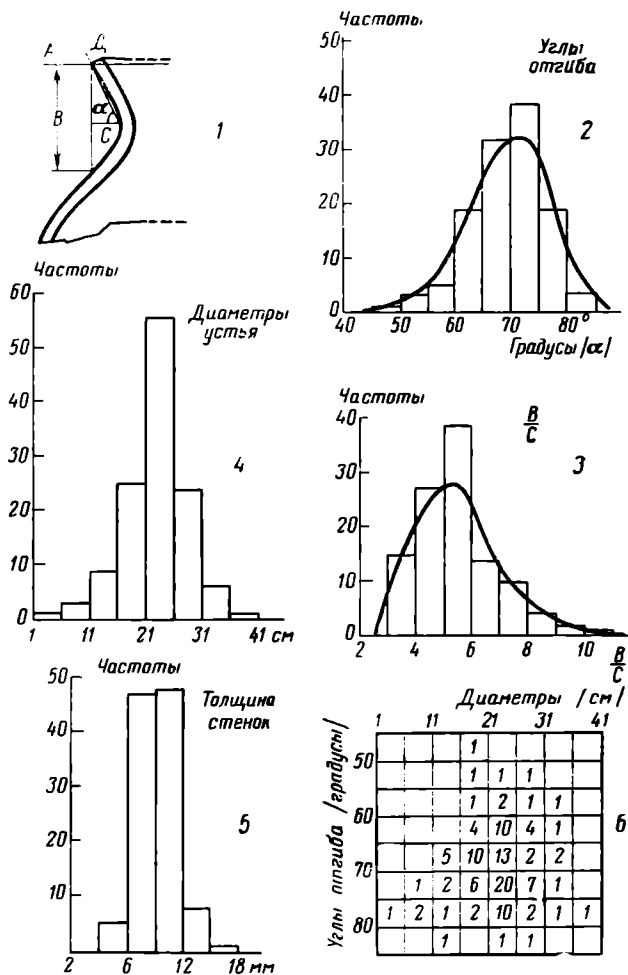 А Д
В
α
С
1
Частоты
50
40
30
20
10
0
Углы
отгиба
2
40 50 60 70 80°
Градусы /α/
Частоты
60
50
40
30
20
10
0
Диаметры
устья
4
1 11 21 31 41 см
Частоты
40
30
20
10
0
В
С
3
2 4 6 8 10
В
С
Частоты
50
40
30
20
10
Толщина
стенок
5
2 6 12 18 мм
Диаметры /см/
1 11 21 31 41
Углы отгиба /градусы/
50
60
70
80
1
1 1 1
1 2 1 1
4 10 4 1
5 10 13 2 2
1 2 6 20 7 1
1 2 1 2 10 2 1 1
1 1 1
6